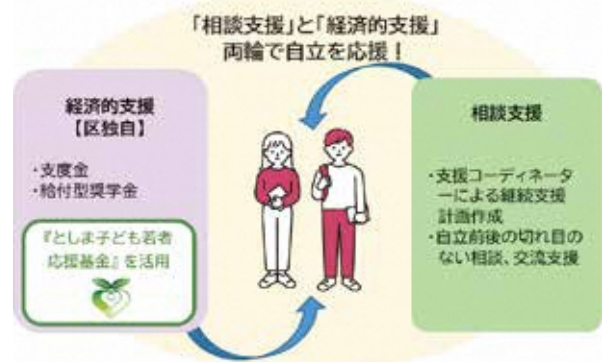 「相談支援」と「経済的支援」
両輪で自立を応援！
経済的支援
【区独自】
・支度金
・給付型奨学金
『としま子ども若者
応援基金』を活用
相談支援
・支援コーディネータ
ーによる継続支援
計画作成
・自立前後の切れ目の
ない相談、交流支援